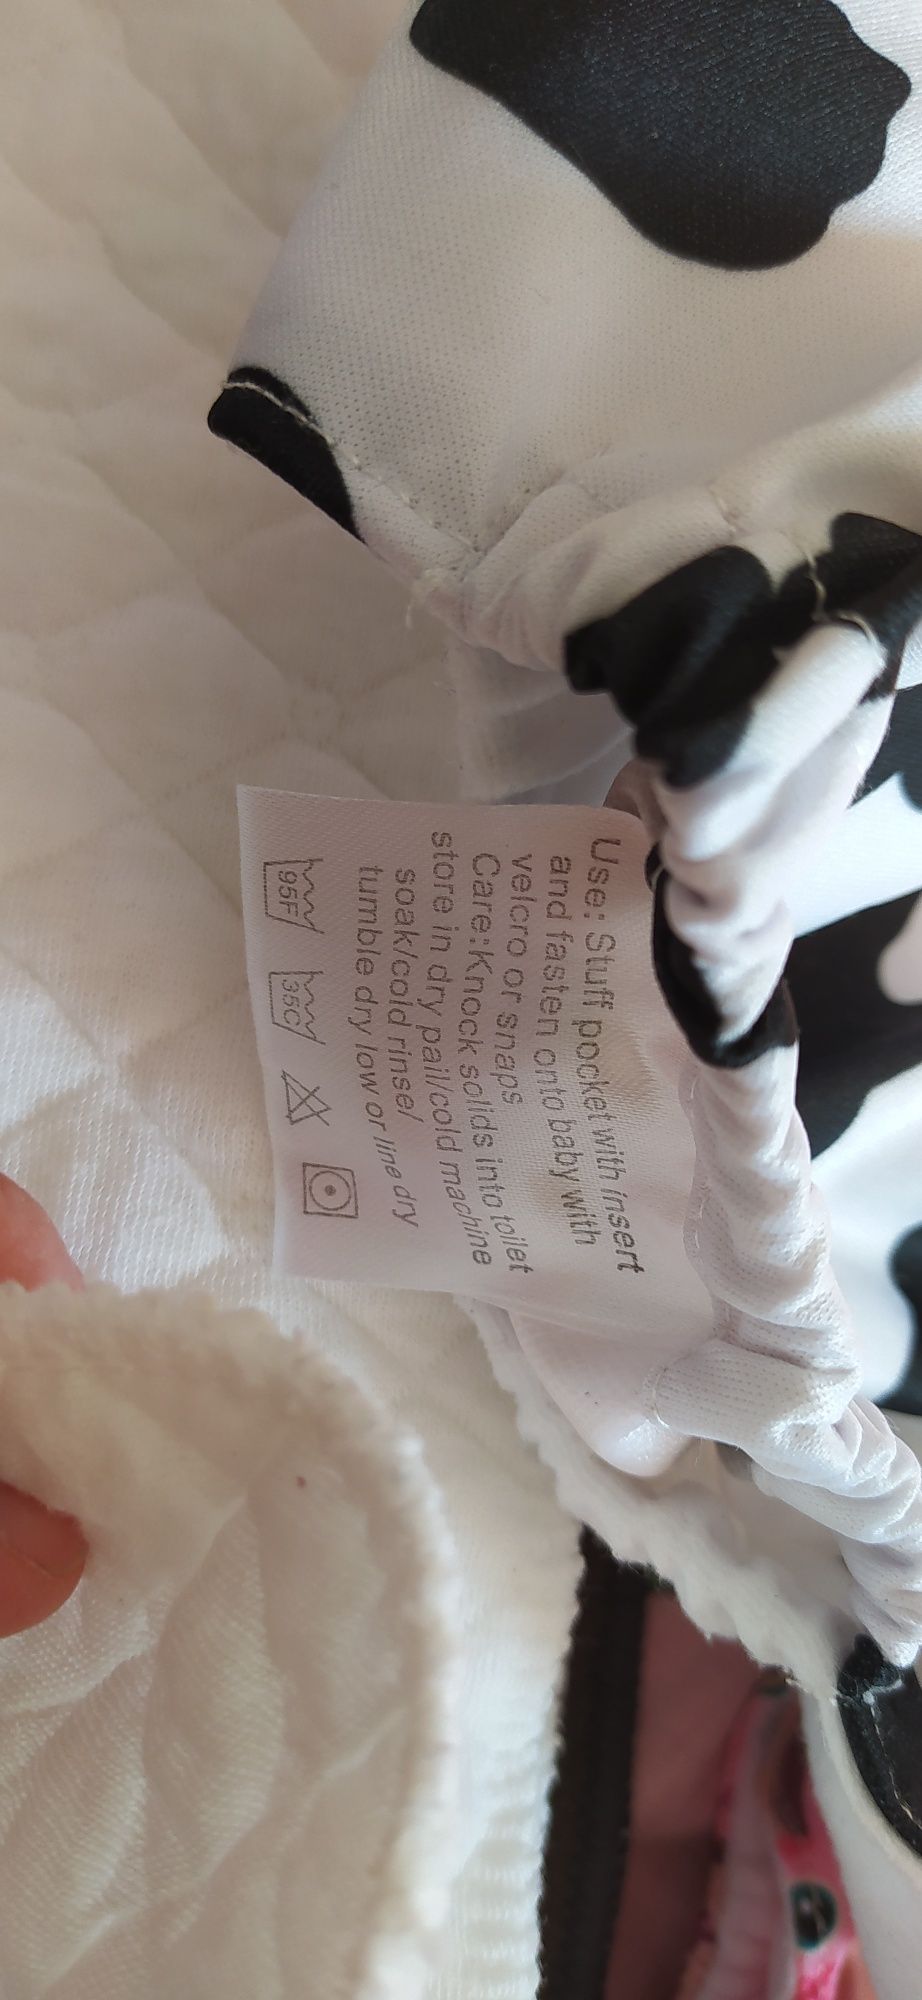 Use: Stuff pocket with insert
and fasten onto baby with
velcro or snaps
Care:Knock solids into toilet
store in dry pail/cold machine
soak/cold rinse/
tumble dry low or line dry
95F 35C